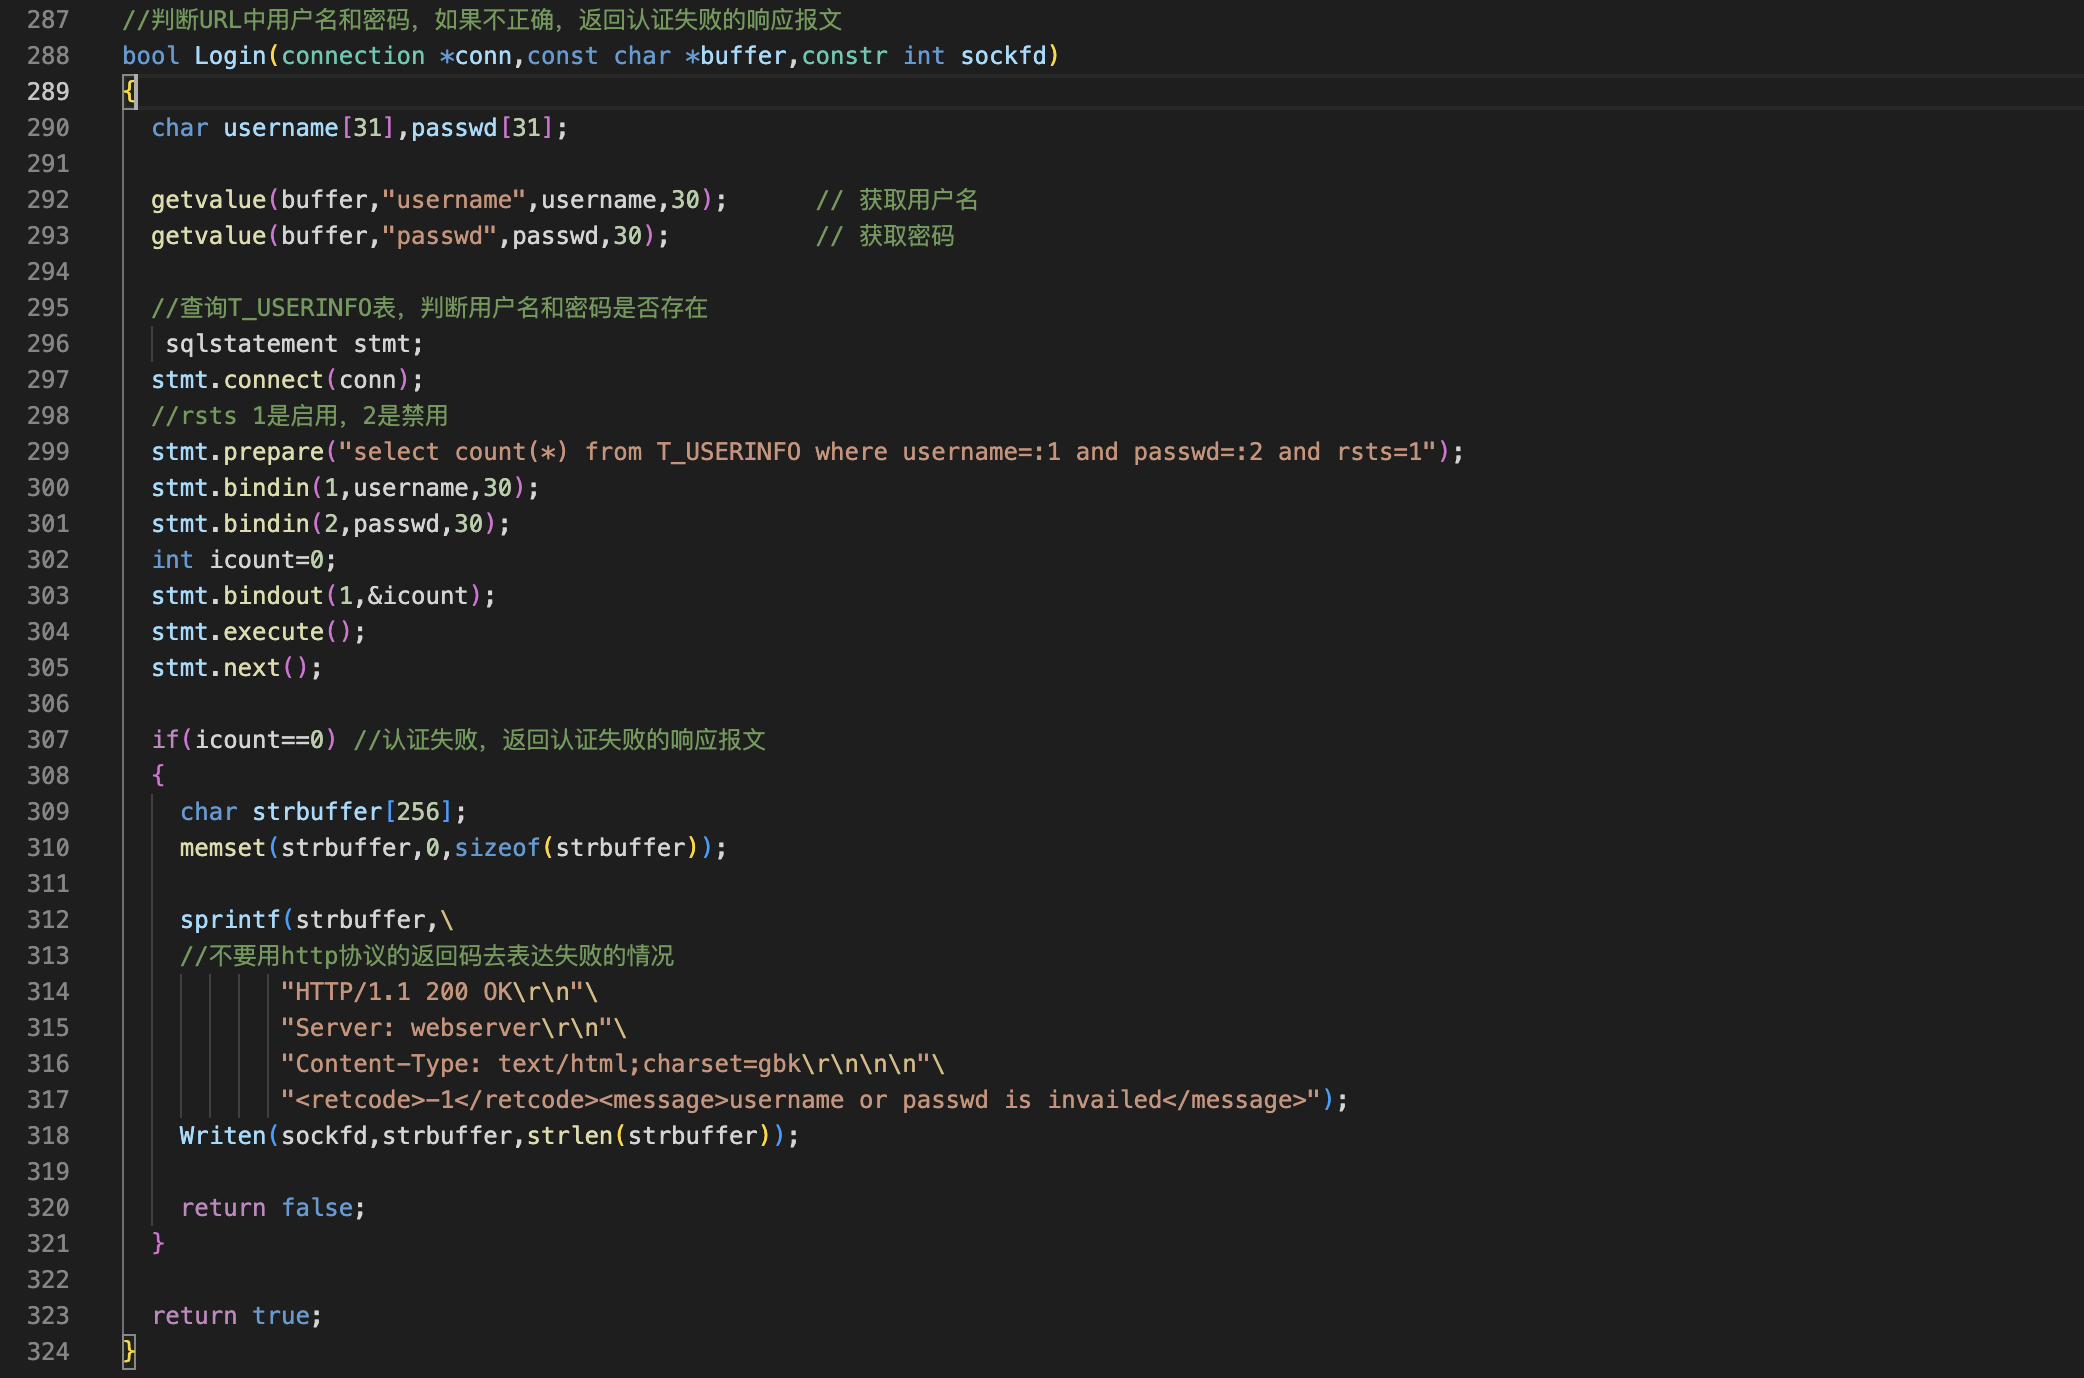 287 //判断URL中用户名和密码，如果不正确，返回认证失败的响应报文
288 bool Login(connection *conn,const char *buffer,constr int sockfd)
289 {
290   char username[31],passwd[31];
291
292   getvalue(buffer,"username",username,30);      // 获取用户名
293   getvalue(buffer,"passwd",passwd,30);          // 获取密码
294
295   //查询T_USERINFO表，判断用户名和密码是否存在
296    sqlstatement stmt;
297   stmt.connect(conn);
298   //rsts 1是启用，2是禁用
299   stmt.prepare("select count(*) from T_USERINFO where username=:1 and passwd=:2 and rsts=1");
300   stmt.bindin(1,username,30);
301   stmt.bindin(2,passwd,30);
302   int icount=0;
303   stmt.bindout(1,&icount);
304   stmt.execute();
305   stmt.next();
306
307   if(icount==0) //认证失败，返回认证失败的响应报文
308   {
309     char strbuffer[256];
310     memset(strbuffer,0,sizeof(strbuffer));
311
312     sprintf(strbuffer,\
313     //不要用http协议的返回码去表达失败的情况
314            "HTTP/1.1 200 OK\r\n"\
315            "Server: webserver\r\n"\
316            "Content-Type: text/html;charset=gbk\r\n\n\n"\
317            "<retcode>-1</retcode><message>username or passwd is invailed</message>");
318     Writen(sockfd,strbuffer,strlen(strbuffer));
319
320     return false;
321   }
322
323   return true;
324 }